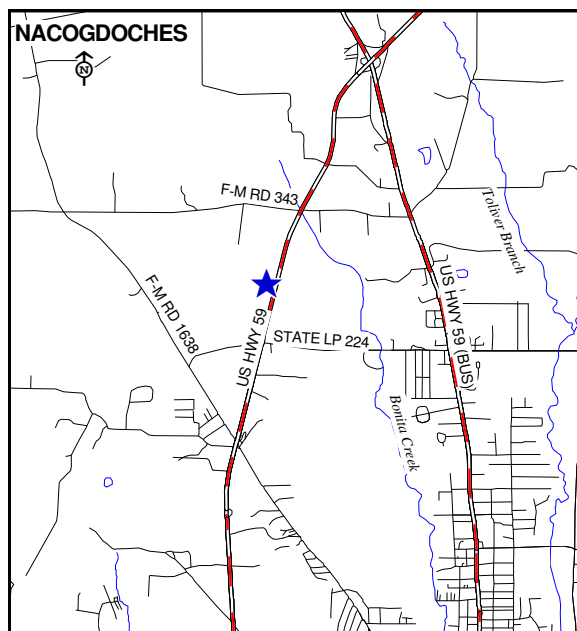 NACOGDOCHES
N
F-M RD 343
Toliver Branch
F-M RD 1638
US HWY 59
STATE LP 224
US HWY 59 (BUS)
Bonita Creek